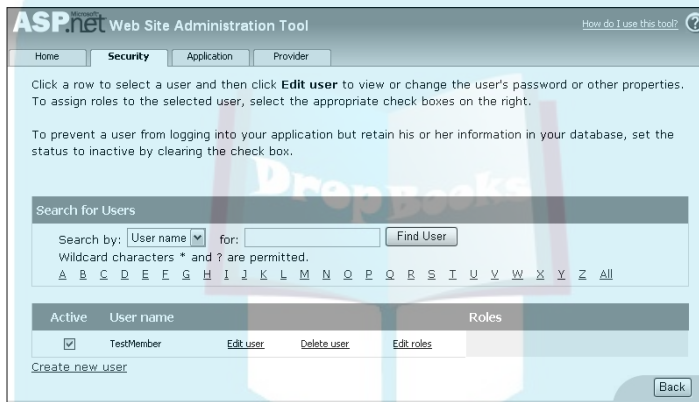 Microsoft
ASP.net Web Site Administration Tool
How do I use this tool? ?
Home Security Application Provider
Click a row to select a user and then click Edit user to view or change the user's password or other properties.
To assign roles to the selected user, select the appropriate check boxes on the right.
To prevent a user from logging into your application but retain his or her information in your database, set the
status to inactive by clearing the check box.
DropBooks
Search for Users
Search by: User name for: Find User
Wildcard characters * and ? are permitted.
A B C D E F G H I J K L M N O P Q R S T U V W X Y Z All
Active User name Roles
TestMember Edit user Delete user Edit roles
Create new user
Back